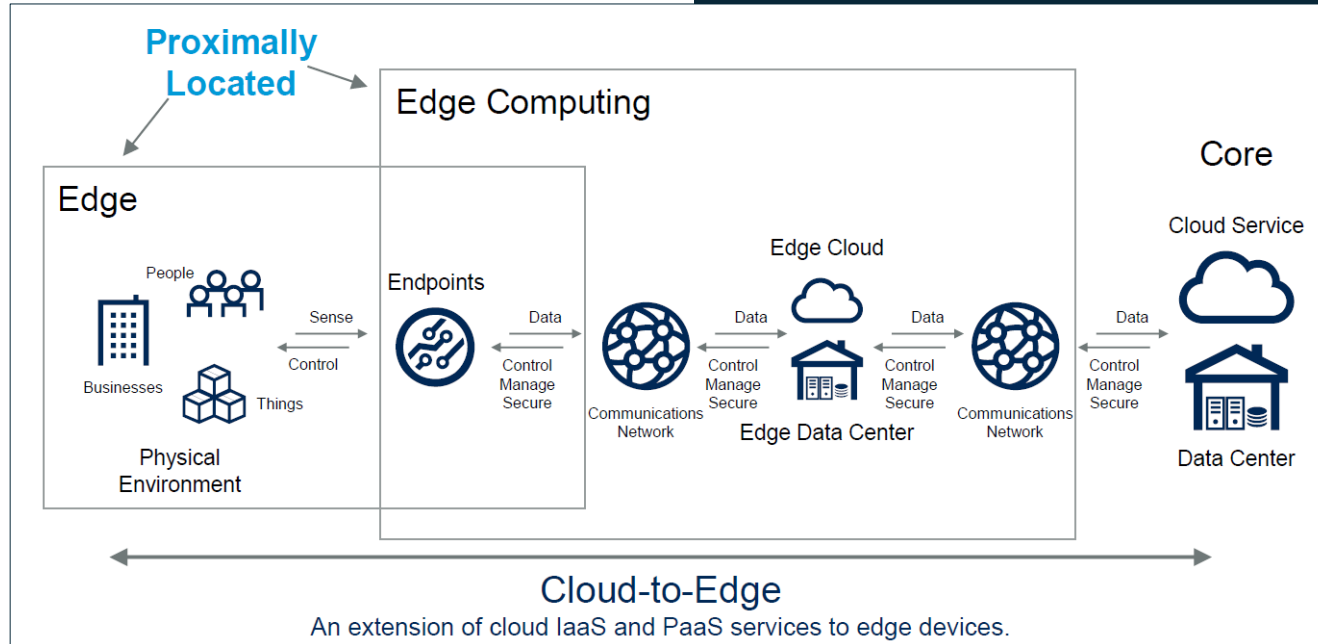 Proximally
Located
Edge Computing
Core
Edge
Cloud Service
Edge Cloud
People
Endpoints
Sense
Data
Data
Data
Data
Control
Control
Manage
Secure
Control
Manage
Secure
Control
Manage
Secure
Control
Manage
Secure
Businesses
Things
Communications
Network
Edge Data Center
Communications
Network
Data Center
Physical
Environment
Cloud-to-Edge
An extension of cloud IaaS and PaaS services to edge devices.